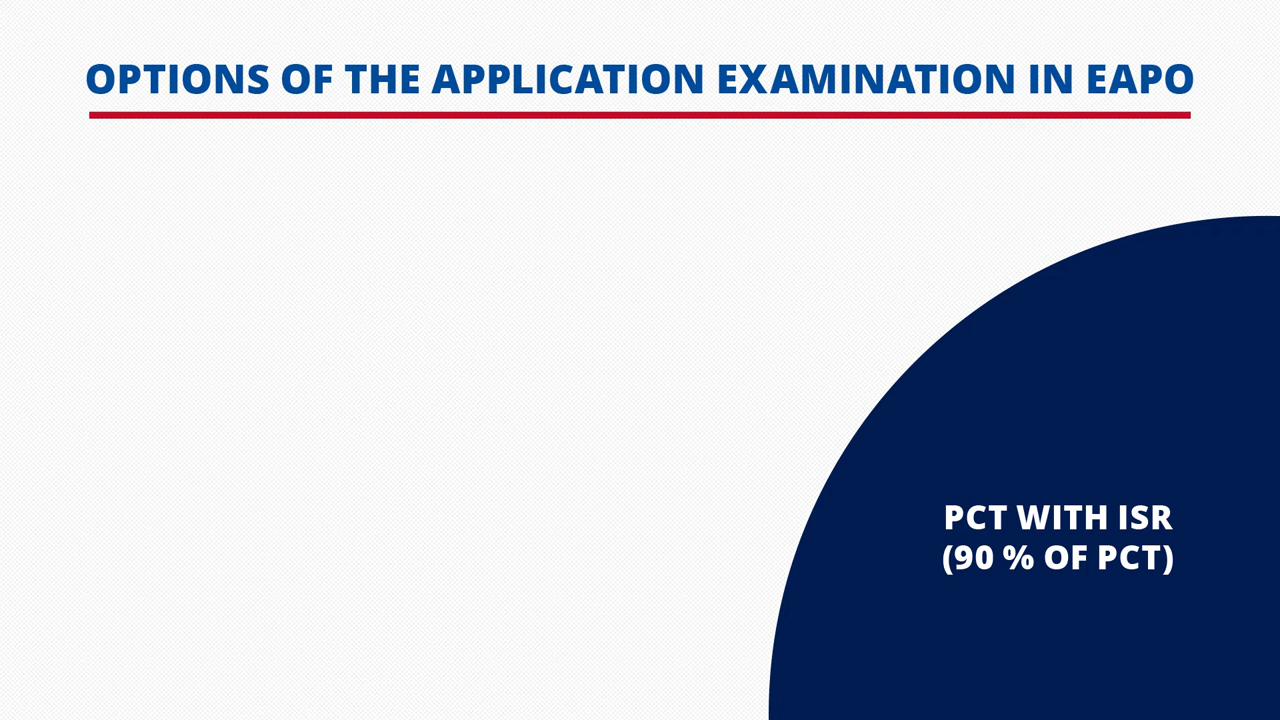 OPTIONS OF THE APPLICATION EXAMINATION IN EAPO
PCT WITH ISR
(90 % OF PCT)